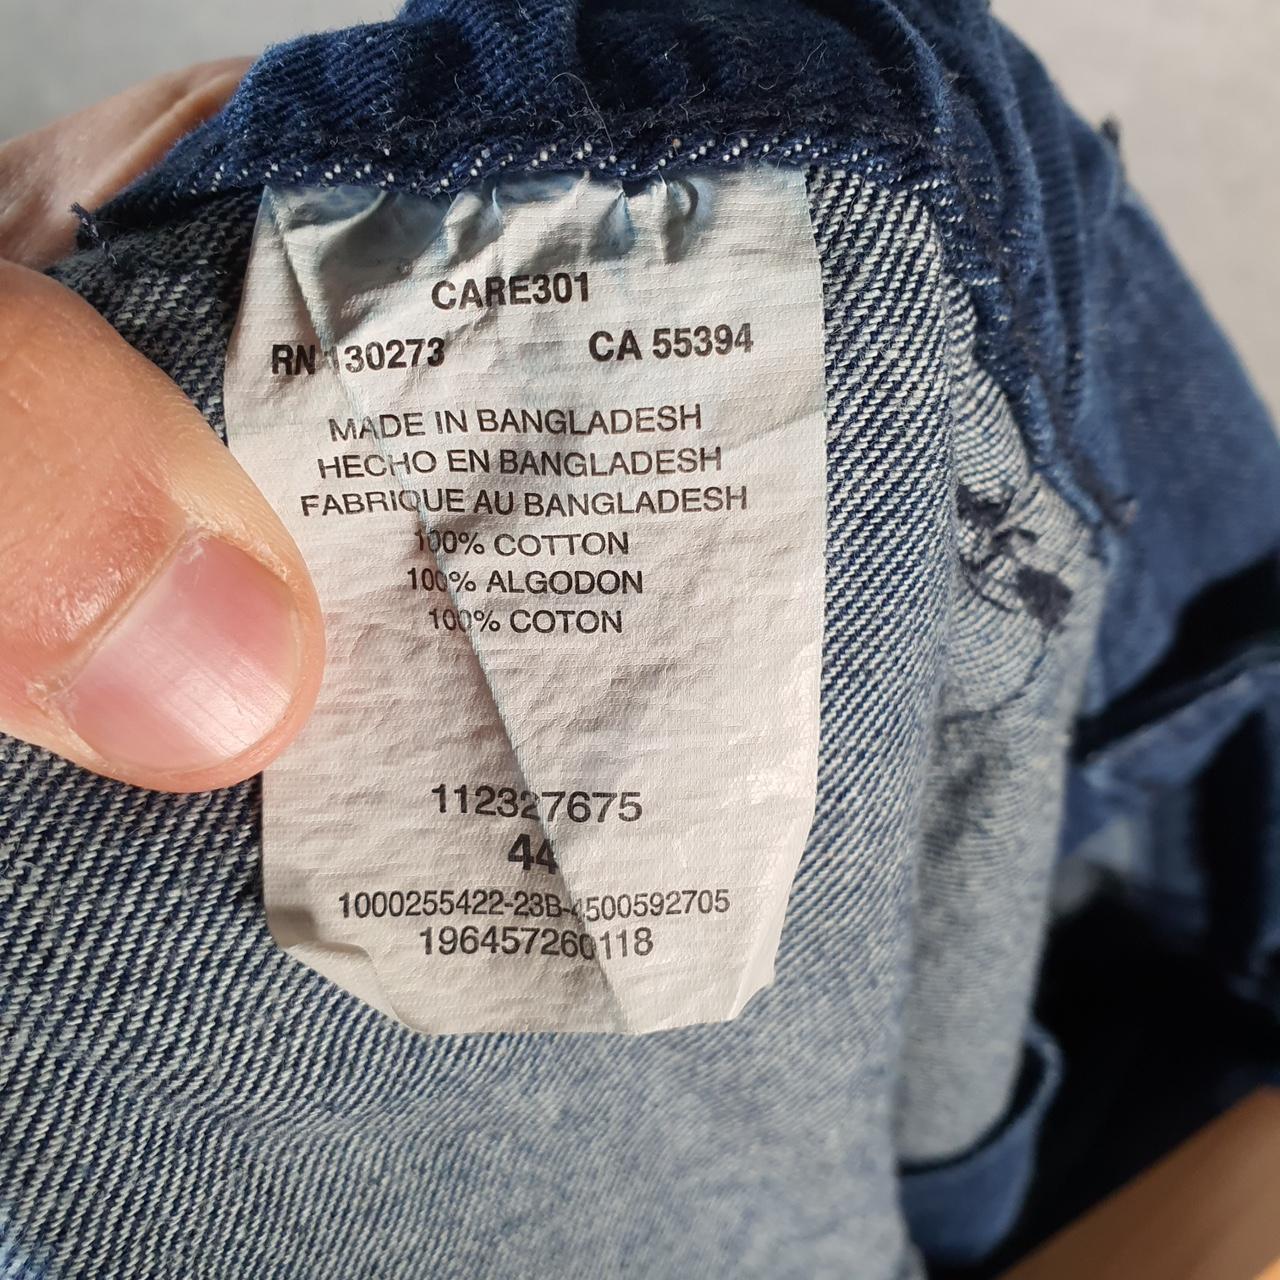 CARE301
RN 130273 CA 55394
MADE IN BANGLADESH
HECHO EN BANGLADESH
FABRIQUE AU BANGLADESH
100% COTTON
100% ALGODON
100% COTON
112327675
44
1000255422-23B-4500592705
196457260118